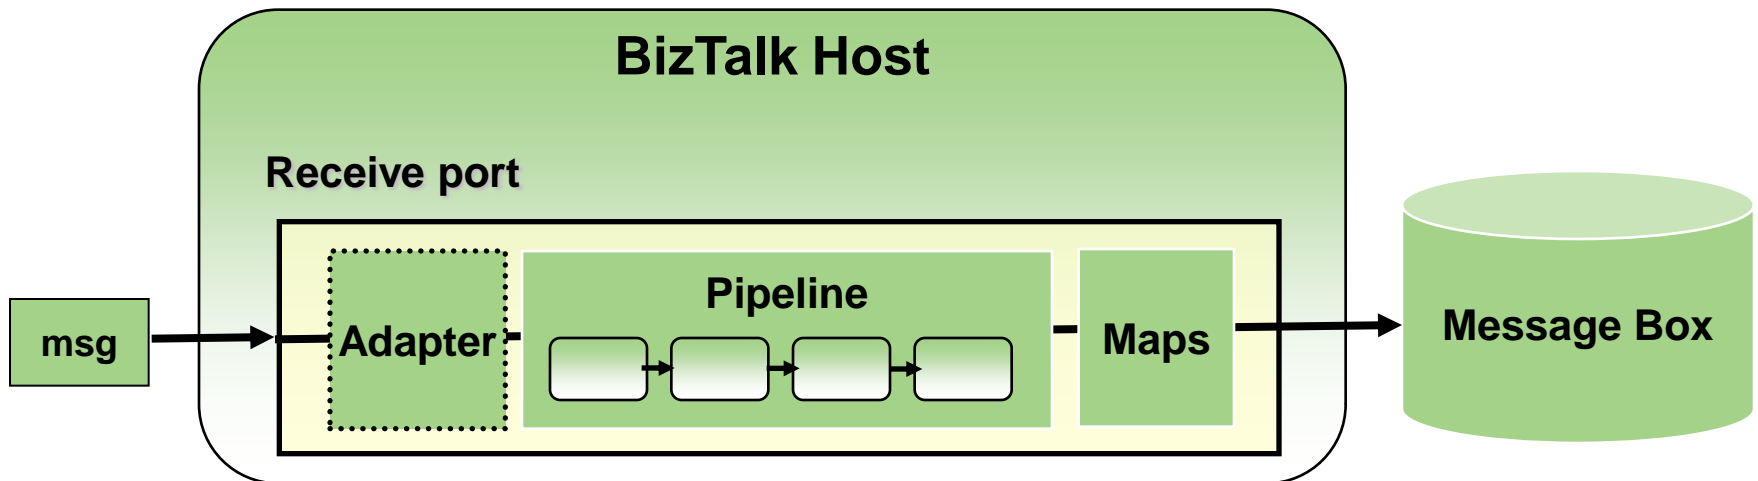 BizTalk Host
Receive port
msg
Adapter
Pipeline
Maps
Message Box